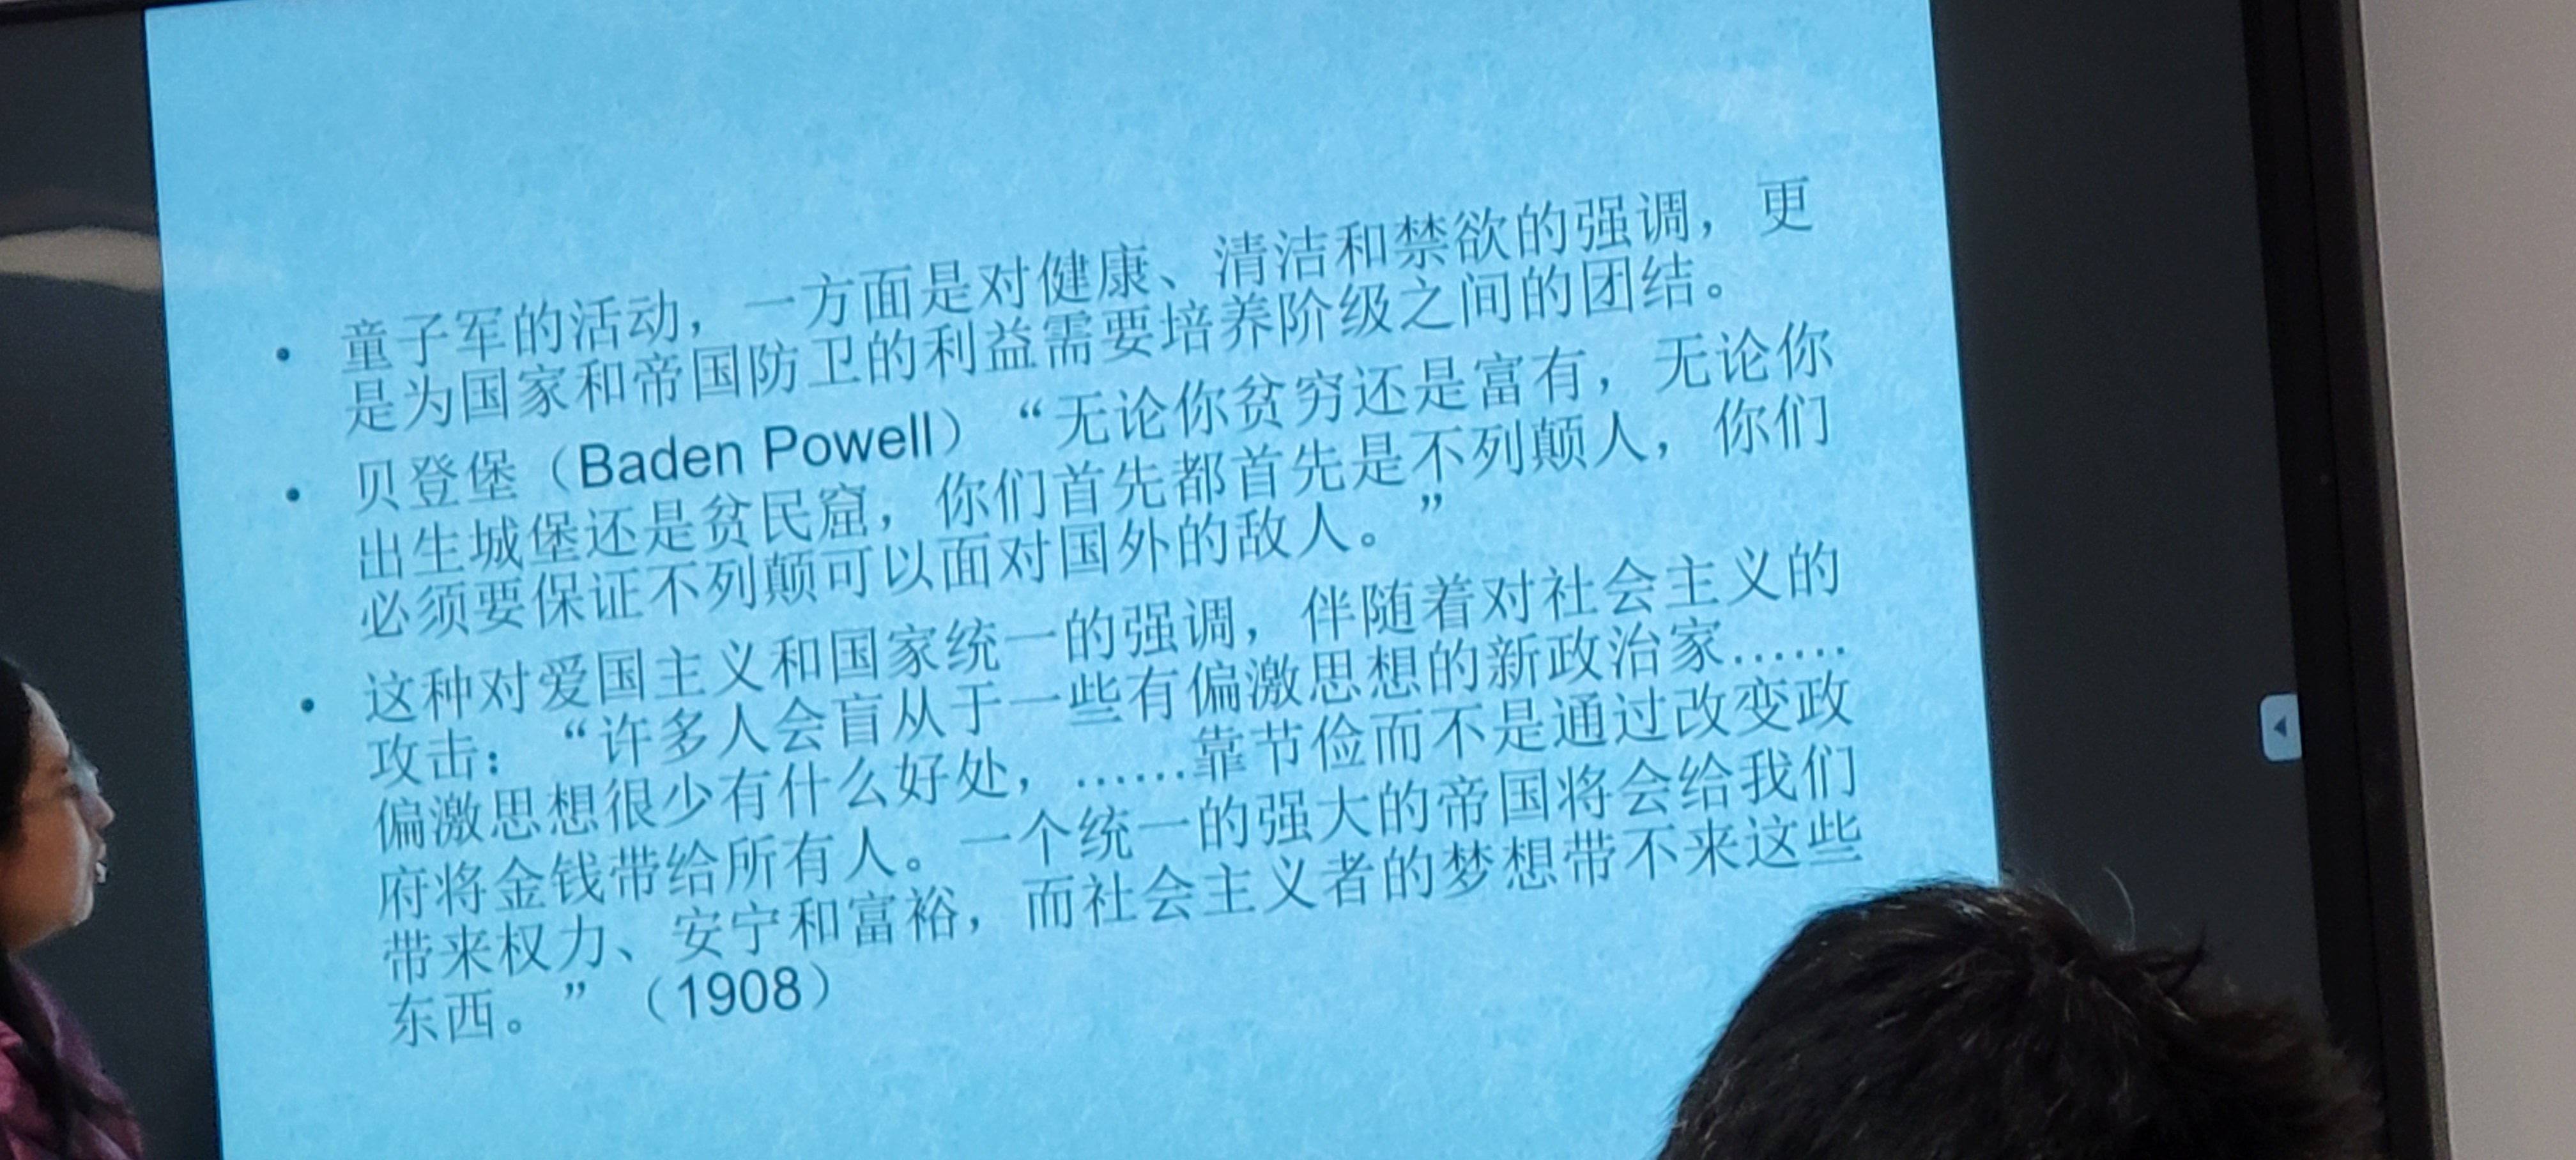 • 童子军的活动，一方面是对健康、清洁和禁欲的强调，更
是为国家和帝国防卫的利益需要培养阶级之间的团结。
• 贝登堡（Baden Powell）“无论你贫穷还是富有，无论你
出生城堡还是贫民窟，你们首先都首先是不列颠人，你们
必须要保证不列颠可以面对国外的敌人。”
• 这种对爱国主义和国家统一的强调，伴随着对社会主义的
攻击：“许多人会盲从于一些有偏激思想的新政治家……
偏激思想很少有什么好处，……靠节俭而不是通过改变政
府将金钱带给所有人。一个统一的强大的帝国将会给我们
带来权力、安宁和富裕，而社会主义者的梦想带不来这些
东西。”（1908）